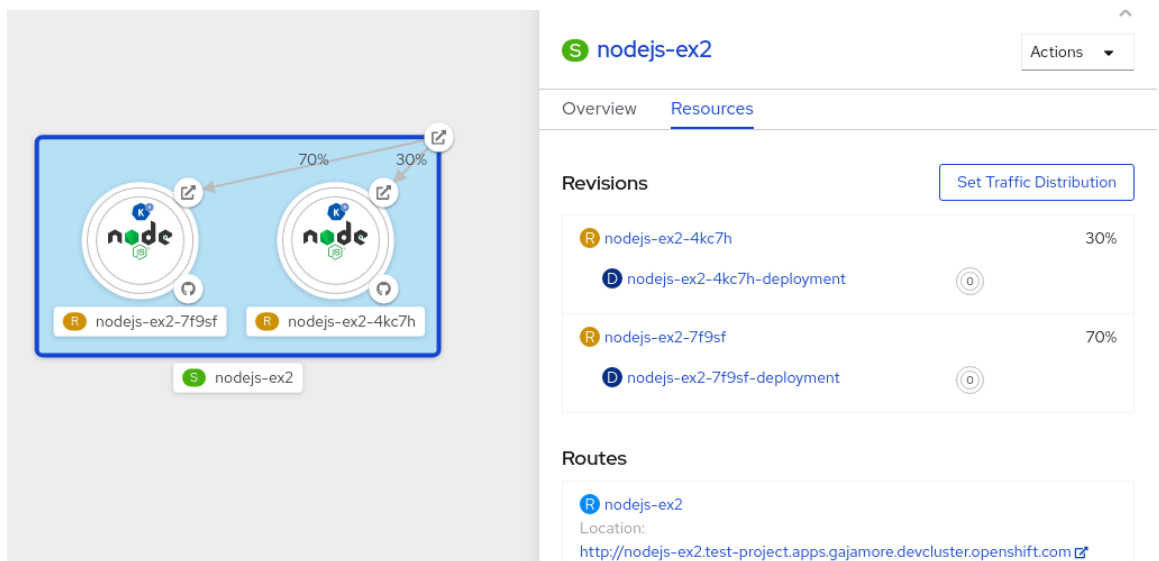 70%
30%
K
node
JS
K
node
JS
R nodejs-ex2-7f9sf
R nodejs-ex2-4kc7h
S nodejs-ex2
S nodejs-ex2
Actions
Overview Resources
Revisions
Set Traffic Distribution
R nodejs-ex2-4kc7h 30%
D nodejs-ex2-4kc7h-deployment 0
R nodejs-ex2-7f9sf 70%
D nodejs-ex2-7f9sf-deployment 0
Routes
R nodejs-ex2
Location:
http://nodejs-ex2.test-project.apps.gajamore.devcluster.openshift.com